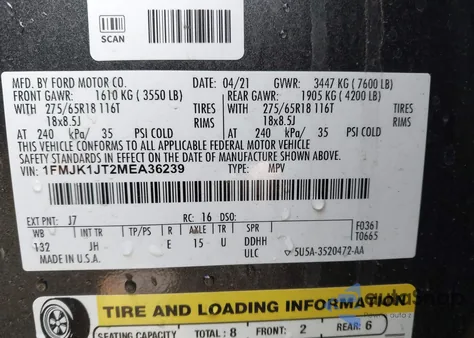 SCAN
MFD. BY FORD MOTOR CO. DATE: 04/21 GVWR: 3447 KG (7600 LB)
FRONT GAWR: 1610 KG (3550 LB) REAR GAWR: 1905 KG (4200 LB)
WITH 275/65R18 116T TIRES WITH 275/65R18 116T TIRES
18x8.5J RIMS 18x8.5J RIMS
AT 240 kPa/ 35 PSI COLD AT 240 kPa/ 35 PSI COLD
THIS VEHICLE CONFORMS TO ALL APPLICABLE FEDERAL MOTOR VEHICLE
SAFETY STANDARDS IN EFFECT ON THE DATE OF MANUFACTURE SHOWN ABOVE.
VIN: 1FMJK1JT2MEA36239 TYPE: MPV
EXT PNT: J7 RC: 16 DSO: F0361
WB INT TR TP/PS R AXLE TR SPR T0665
132 JH E 15 U DDHH
MADE IN U.S.A. ULC 5U5A-3520472-AA
TIRE AND LOADING INFORMATION
SEATING CAPACITY TOTAL: 8 FRONT: 2 REAR: 6